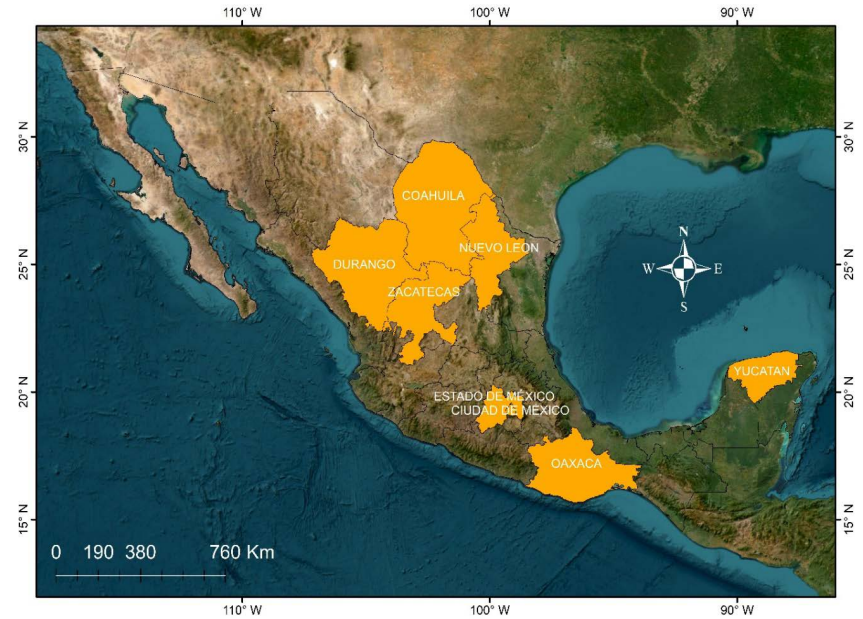 110° W 100° W 90° W
30° N 30° N
COAHUILA
NUEVO LEON
N
25° N DURANGO W E 25° N
ZACATECAS
S
YUCATAN
20° N ESTADO DE MÉXICO 20° N
CIUDAD DE MÉXICO
OAXACA
15° N 15° N
0 190 380 760 Km
110° W 100° W 90° W